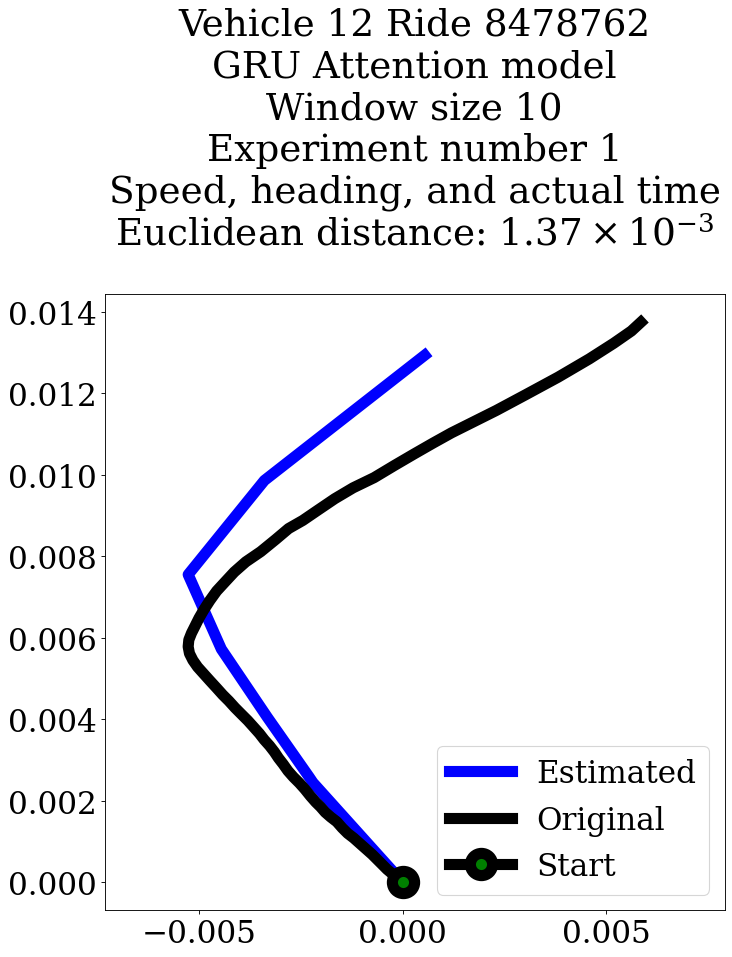 Vehicle 12 Ride 8478762
GRU Attention model
Window size 10
Experiment number 1
Speed, heading, and actual time
Euclidean distance: 1.37 × 10⁻³
0.014
0.012
0.010
0.008
0.006
0.004
0.002
0.000
Estimated
Original
Start
−0.005 0.000 0.005